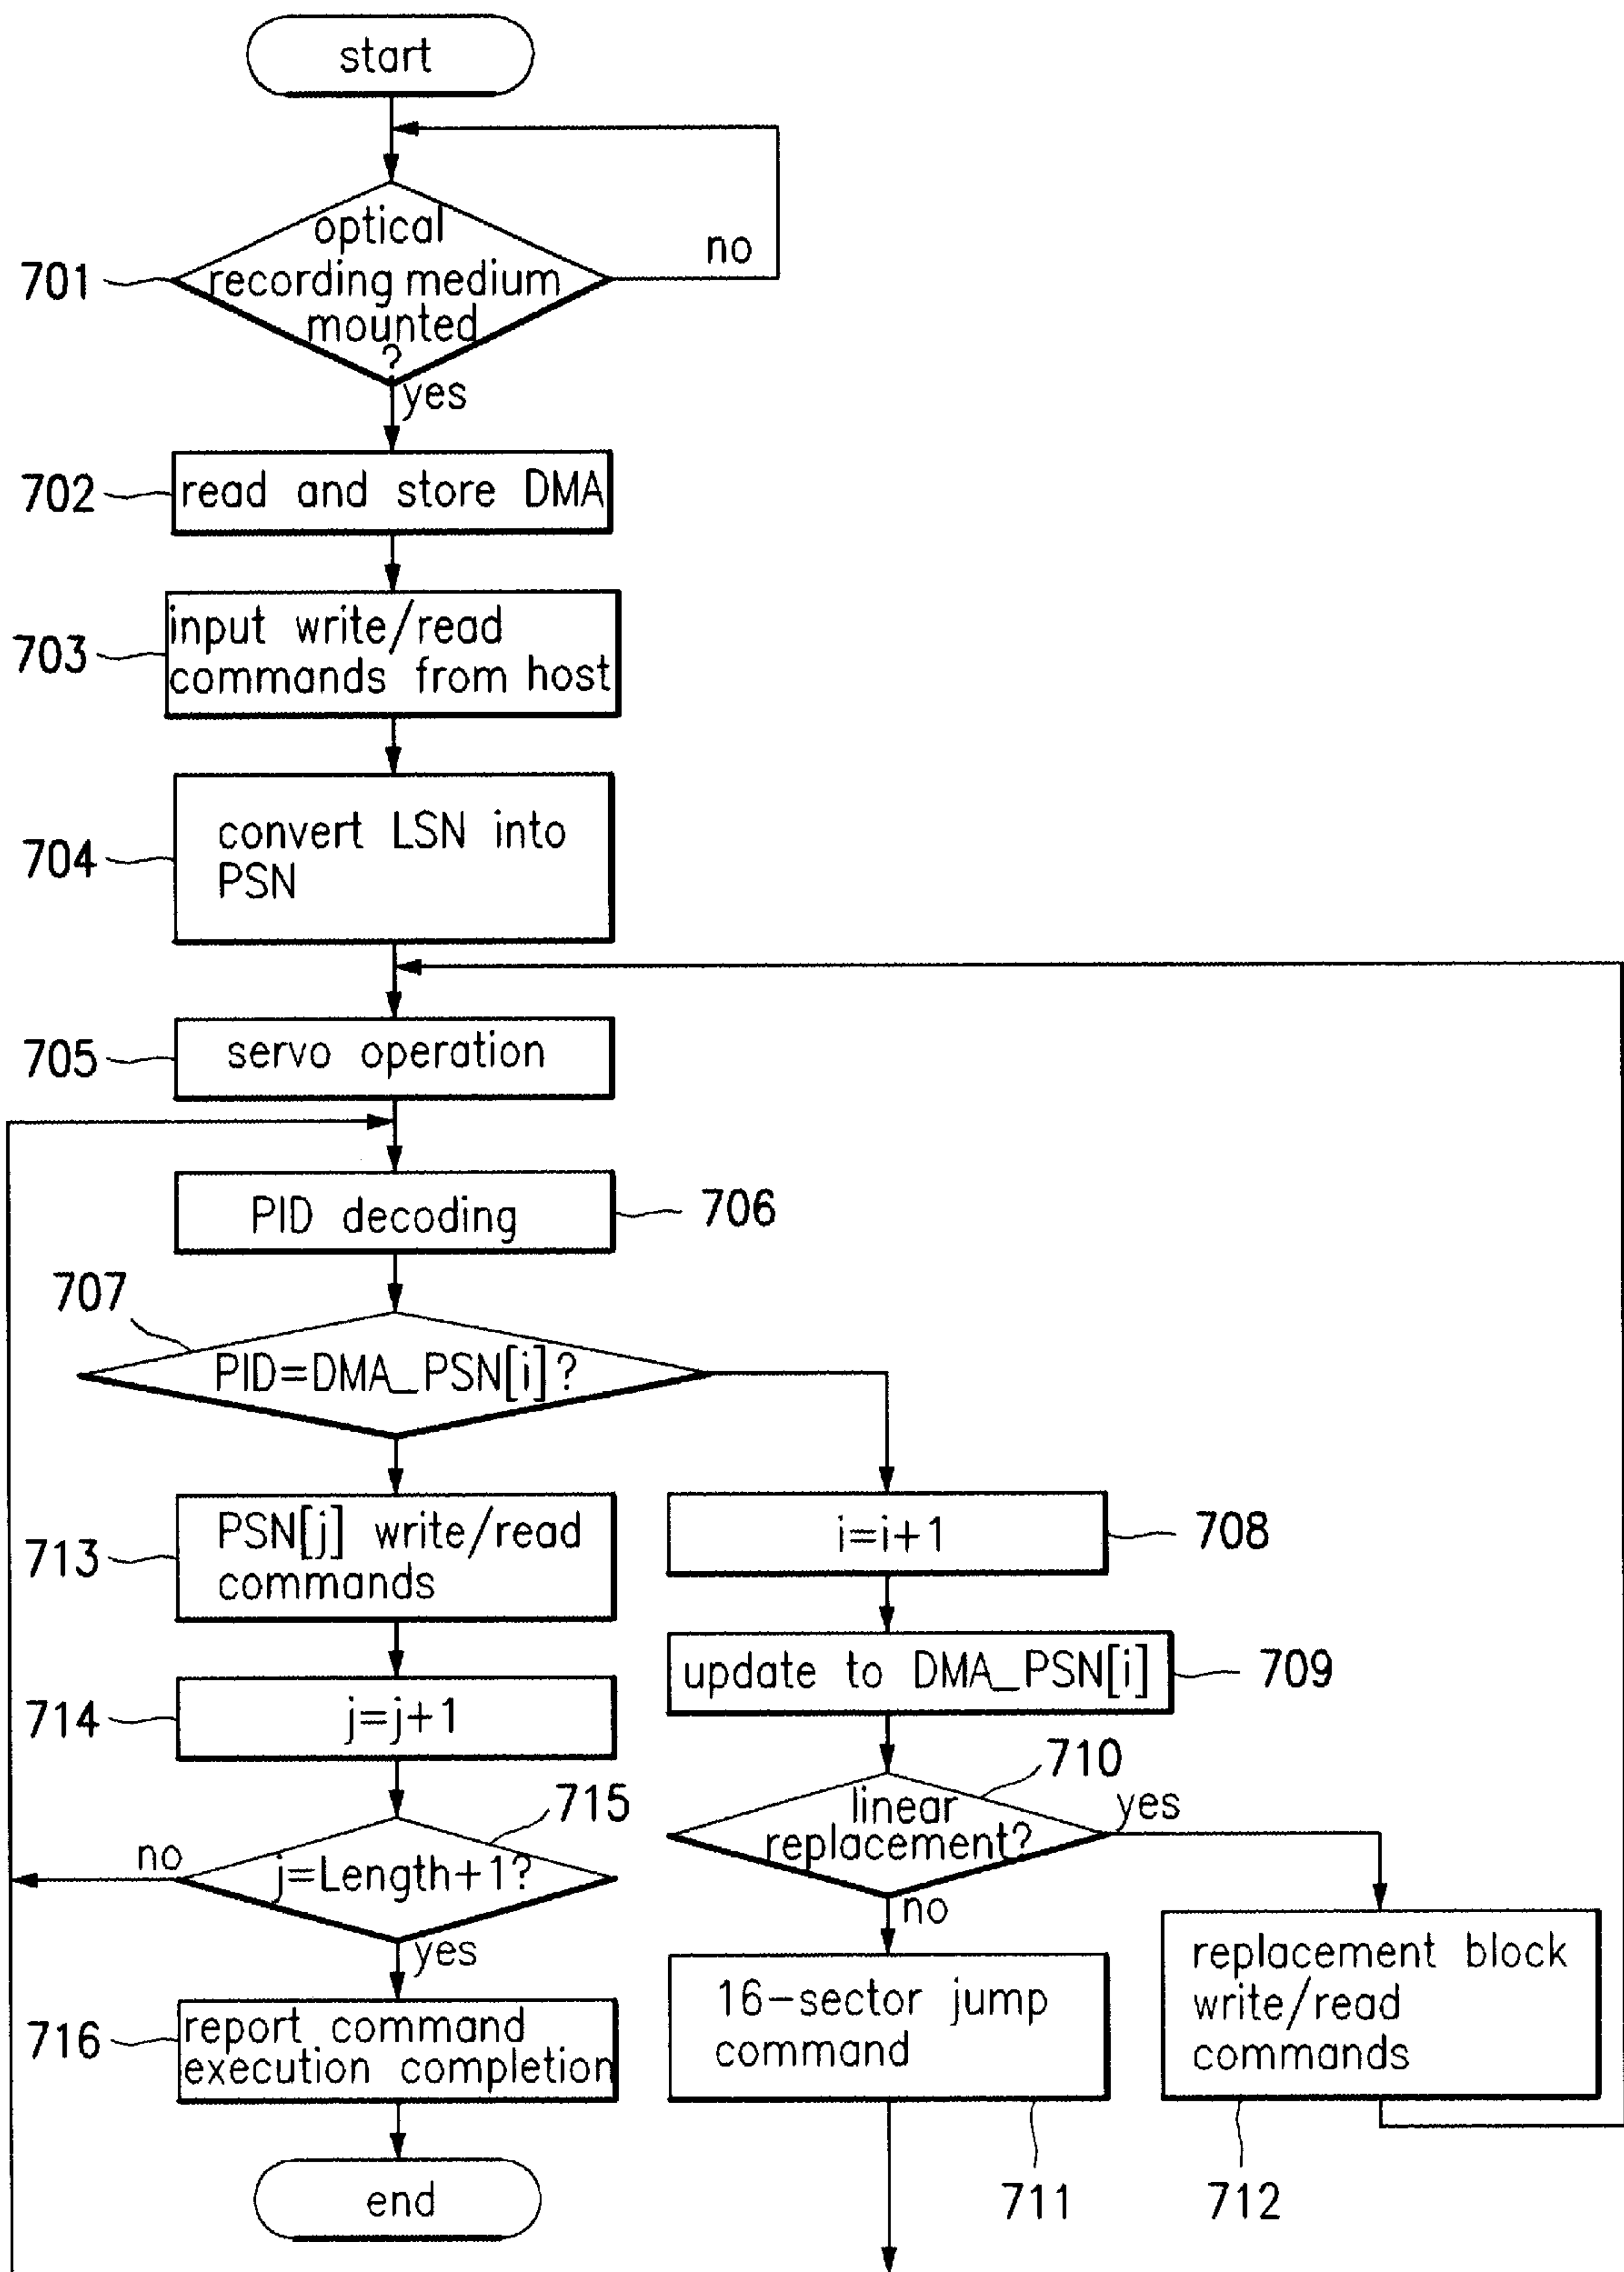 start
optical
recording medium
mounted
?
no
701
yes
702
read and store DMA
703
input write/read
commands from host
704
convert LSN into
PSN
705
servo operation
PID decoding
706
707
PID=DMA_PSN[i]?
713
PSN[j] write/read
commands
i=i+1
708
714
j=j+1
update to DMA_PSN[i]
709
710
linear
replacement?
yes
no
715
j=Length+1?
no
yes
716
report command
execution completion
16-sector jump
command
711
replacement block
write/read
commands
712
end